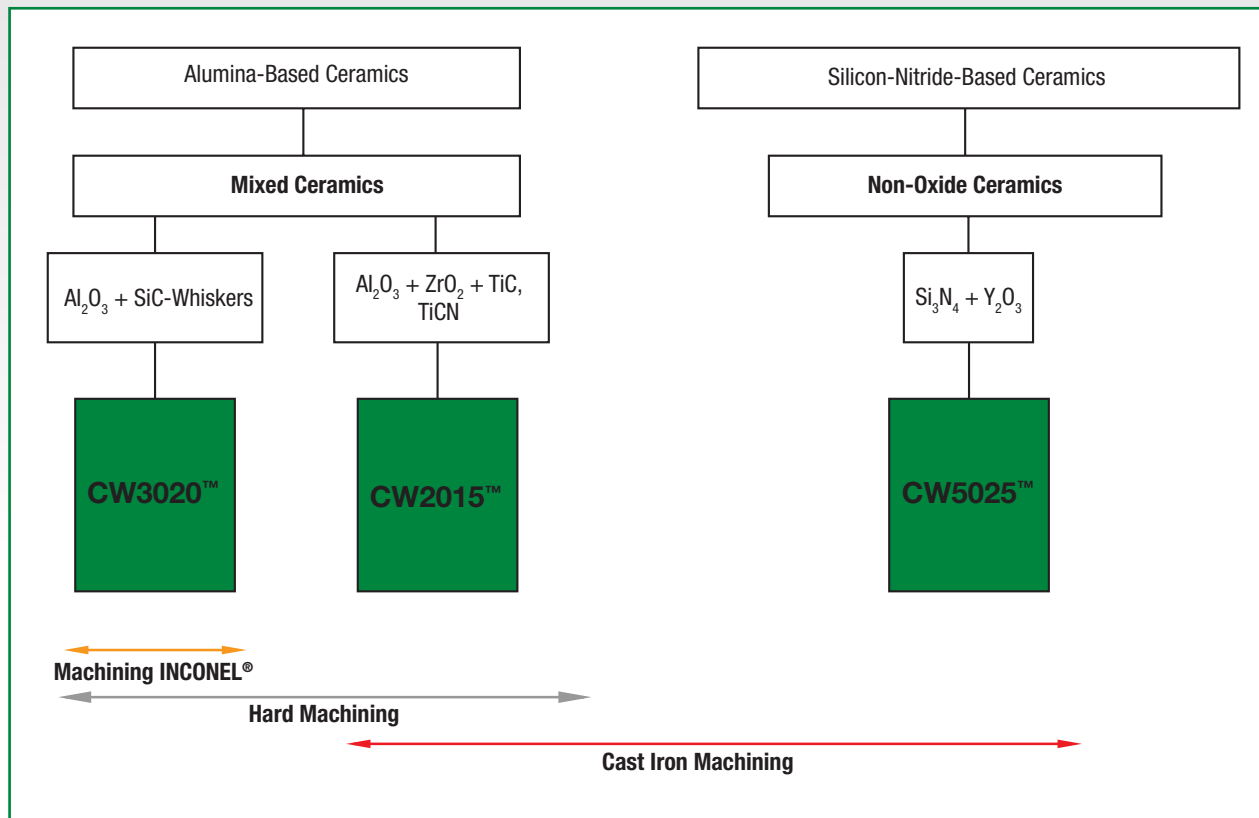 Alumina-Based Ceramics
Silicon-Nitride-Based Ceramics
Mixed Ceramics
Non-Oxide Ceramics
Al₂O₃ + SiC-Whiskers
Al₂O₃ + ZrO₂ + TiC,
TiCN
Si₃N₄ + Y₂O₃
CW3020™
CW2015™
CW5025™
Machining INCONEL®
Hard Machining
Cast Iron Machining